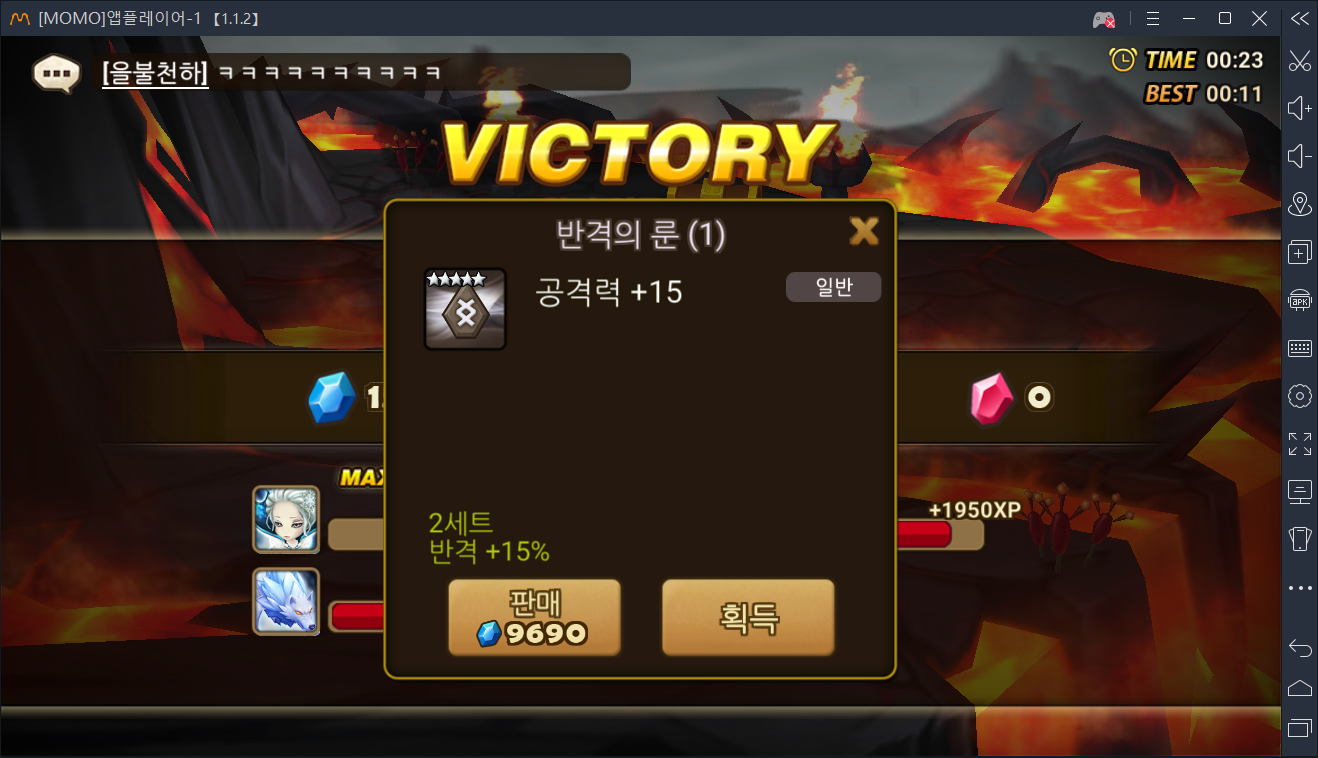 [MOMO]앱플레이어-1 【1.1.2】
[을불천하] ㅋㅋㅋㅋㅋㅋㅋㅋㅋㅋ
TIME 00:23
BEST 00:11
VICTORY
반격의 룬 (1)
X
공격력 +15
일반
0
MAX
+1950XP
2세트
반격 +15%
판매
9690
획득
APK